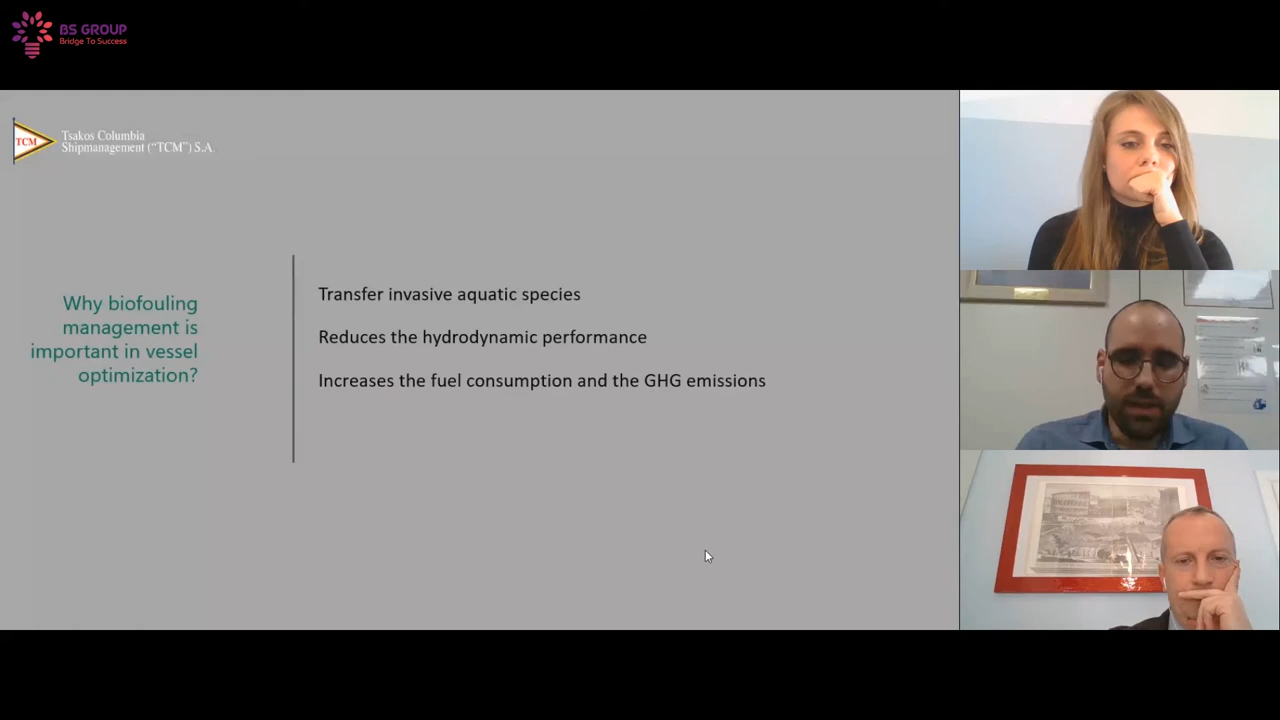 BS GROUP
Bridge To Success
TCM
Tsakos Columbia
Shipmanagement ("TCM") S.A.
Why biofouling
management is
important in vessel
optimization?
Transfer invasive aquatic species
Reduces the hydrodynamic performance
Increases the fuel consumption and the GHG emissions